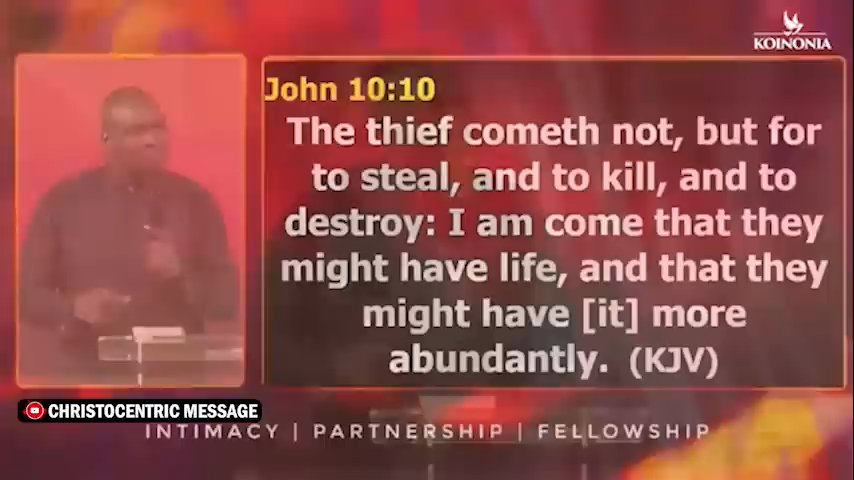 KOINONIA
John 10:10
The thief cometh not, but for
to steal, and to kill, and to
destroy: I am come that they
might have life, and that they
might have [it] more
abundantly. (KJV)
CHRISTOCENTRIC MESSAGE
INTIMACY | PARTNERSHIP | FELLOWSHIP